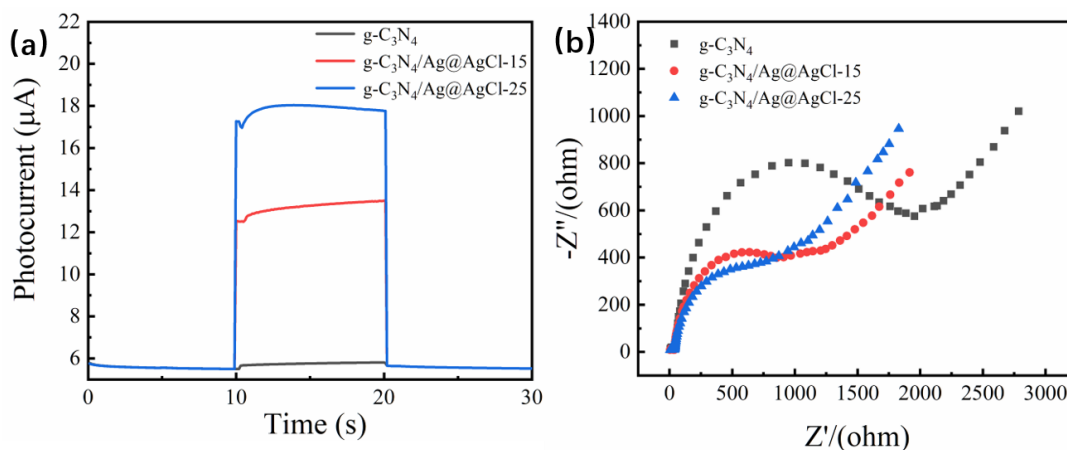 (a)
22
20
18
16
14
12
10
8
6
Photocurrent (μA)
g-C₃N₄
g-C₃N₄/Ag@AgCl-15
g-C₃N₄/Ag@AgCl-25
0 10 20 30
Time (s)
(b)
1400
1200
1000
800
600
400
200
0
-Z''/(ohm)
g-C₃N₄
g-C₃N₄/Ag@AgCl-15
g-C₃N₄/Ag@AgCl-25
0 500 1000 1500 2000 2500 3000
Z'/(ohm)